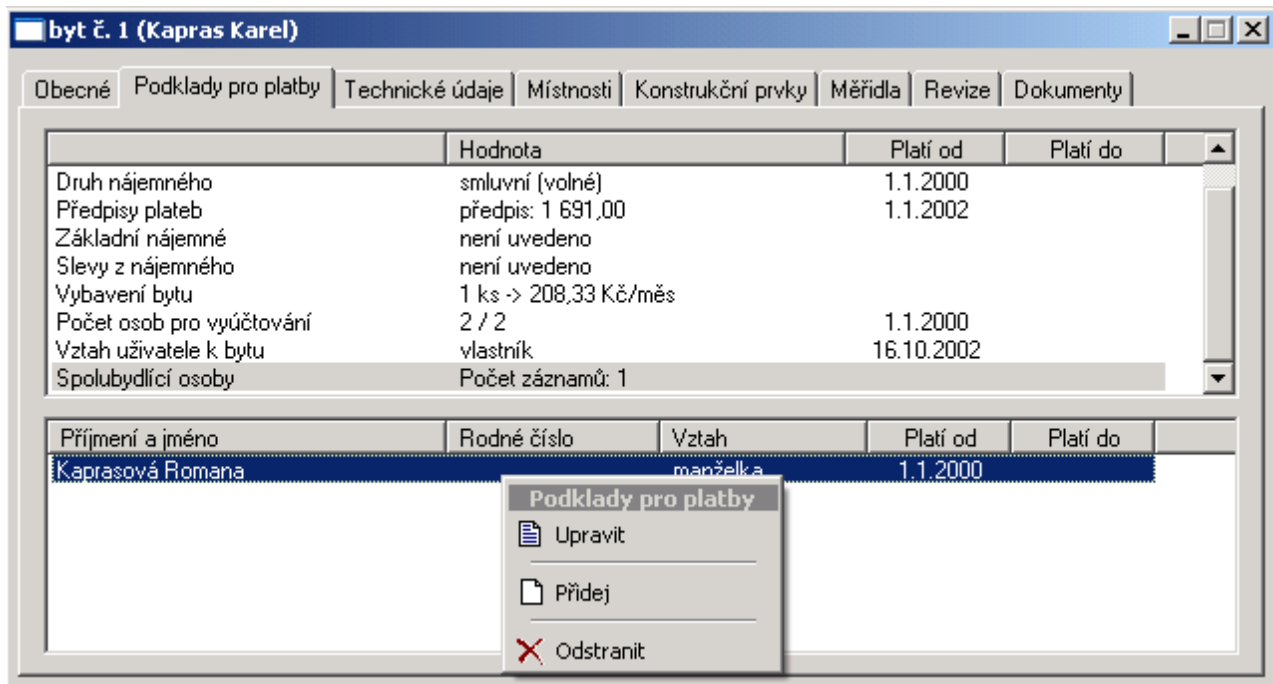 byt č. 1 (Kapras Karel)
Obecné Podklady pro platby Technické údaje Místnosti Konstrukční prvky Měřidla Revize Dokumenty
Hodnota Platí od Platí do
Druh nájemného smluvní (volné) 1.1.2000
Předpisy plateb předpis: 1 691,00 1.1.2002
Základní nájemné není uvedeno
Slevy z nájemného není uvedeno
Vybavení bytu 1 ks -> 208,33 Kč/měs
Počet osob pro vyúčtování 2 / 2 1.1.2000
Vztah uživatele k bytu vlastník 16.10.2002
Spolubydlící osoby Počet záznamů: 1
Příjmení a jméno Rodné číslo Vztah Platí od Platí do
Kaprasová Romana manželka 1.1.2000
Podklady pro platby
Upravit
Přidej
Odstranit